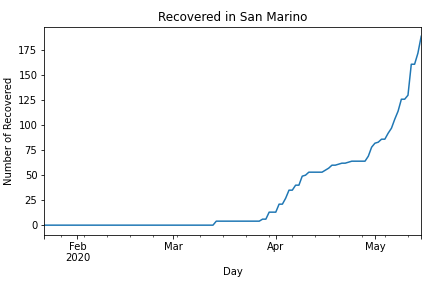 Recovered in San Marino
Number of Recovered
175
150
125
100
75
50
25
0
Feb
2020
Mar
Apr
May
Day